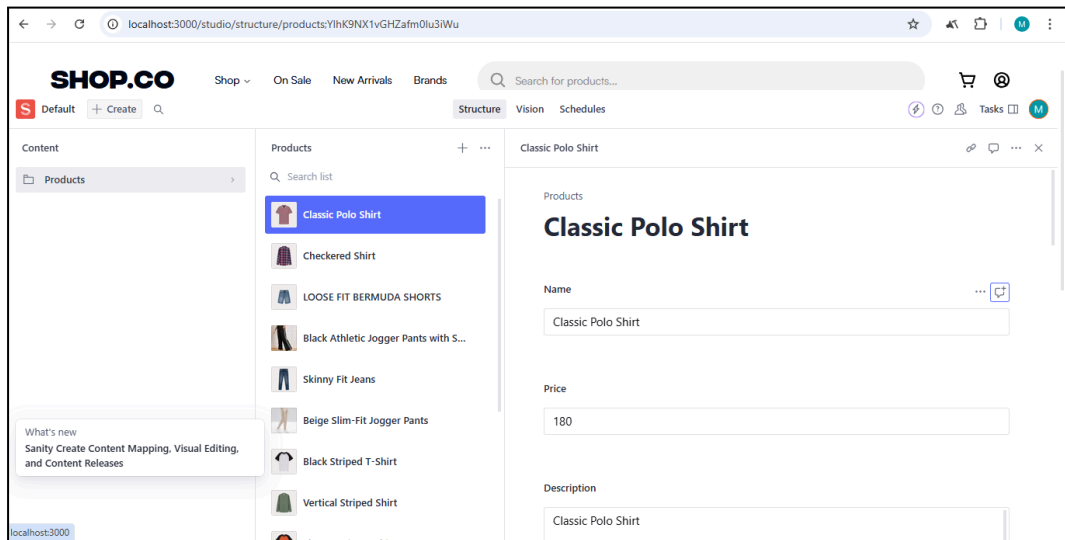 localhost:3000/studio/structure/products;YlhK9NX1vGHZafm0lu3iWu
M
SHOP.CO
Shop
On Sale
New Arrivals
Brands
Search for products...
S
Default
+ Create
Structure
Vision
Schedules
Tasks
M
Content
Products
Classic Polo Shirt
Products
Search list
Products
Classic Polo Shirt
Classic Polo Shirt
Checkered Shirt
Name
LOOSE FIT BERMUDA SHORTS
Classic Polo Shirt
Black Athletic Jogger Pants with S...
Skinny Fit Jeans
Price
Beige Slim-Fit Jogger Pants
180
What's new
Sanity Create Content Mapping, Visual Editing,
and Content Releases
Black Striped T-Shirt
Description
Vertical Striped Shirt
Classic Polo Shirt
localhost:3000